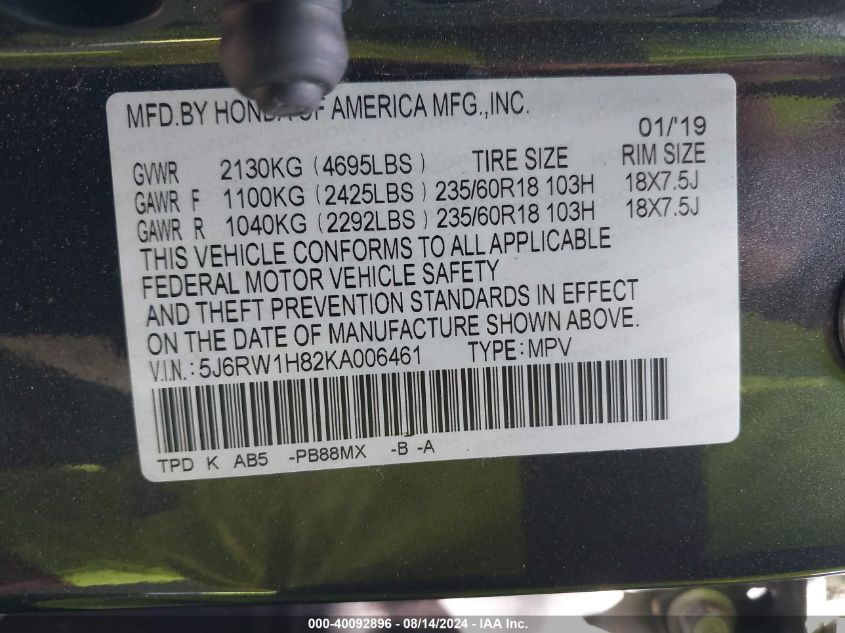 MFD.BY HONDA OF AMERICA MFG.,INC.
01/'19
GVWR 2130KG (4695LBS) TIRE SIZE RIM SIZE
GAWR F 1100KG (2425LBS) 235/60R18 103H 18X7.5J
GAWR R 1040KG (2292LBS) 235/60R18 103H 18X7.5J
THIS VEHICLE CONFORMS TO ALL APPLICABLE
FEDERAL MOTOR VEHICLE SAFETY
AND THEFT PREVENTION STANDARDS IN EFFECT
ON THE DATE OF MANUFACTURE SHOWN ABOVE.
V.I.N.: 5J6RW1H82KA006461 TYPE: MPV
TPD K AB5 -PB88MX -B -A
000-40092896 - 08/14/2024 - IAA Inc.